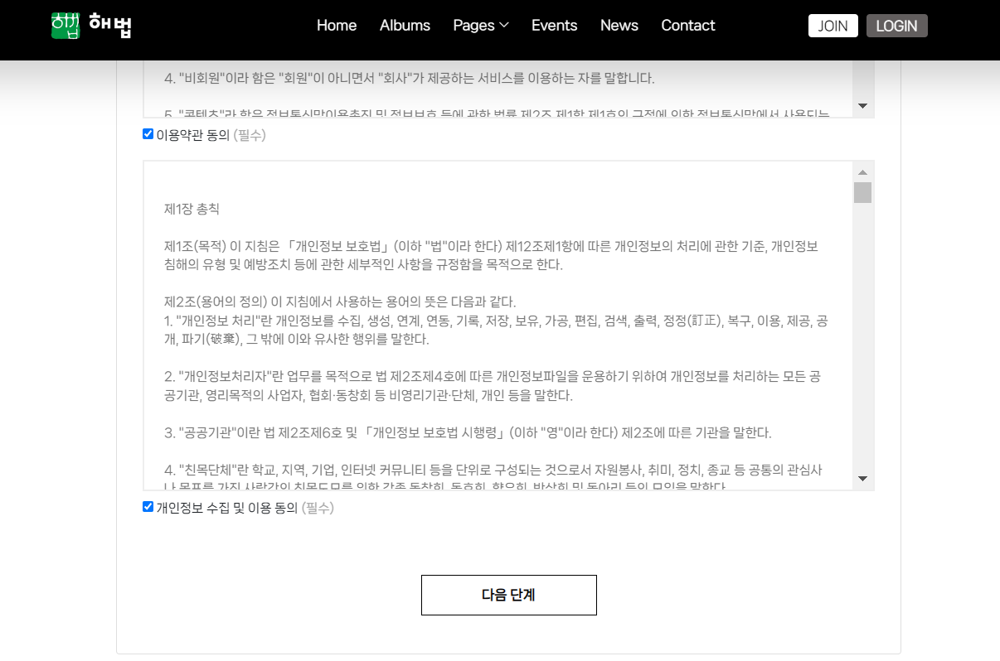 해법 해법
Home Albums Pages Events News Contact JOIN LOGIN
4. "비회원"이라 함은 "회원"이 아니면서 "회사"가 제공하는 서비스를 이용하는 자를 말합니다.
5. "콘텐츠"라 함은 정보통신망이용촉진 및 정보보호 등에 관한 법률 제2조 제1항 제1호의 규정에 의한 정보통신망에서 사용되는
이용약관 동의 (필수)
제1장 총칙
제1조(목적) 이 지침은 「개인정보 보호법」(이하 "법"이라 한다) 제12조제1항에 따른 개인정보의 처리에 관한 기준, 개인정보
침해의 유형 및 예방조치 등에 관한 세부적인 사항을 규정함을 목적으로 한다.
제2조(용어의 정의) 이 지침에서 사용하는 용어의 뜻은 다음과 같다.
1. "개인정보 처리"란 개인정보를 수집, 생성, 연계, 연동, 기록, 저장, 보유, 가공, 편집, 검색, 출력, 정정(訂正), 복구, 이용, 제공, 공
개, 파기(破棄), 그 밖에 이와 유사한 행위를 말한다.
2. "개인정보처리자"란 업무를 목적으로 법 제2조제4호에 따른 개인정보파일을 운용하기 위하여 개인정보를 처리하는 모든 공
공기관, 영리목적의 사업자, 협회·동창회 등 비영리기관·단체, 개인 등을 말한다.
3. "공공기관"이란 법 제2조제6호 및 「개인정보 보호법 시행령」(이하 "영"이라 한다) 제2조에 따른 기관을 말한다.
4. "친목단체"란 학교, 지역, 기업, 인터넷 커뮤니티 등을 단위로 구성되는 것으로서 자원봉사, 취미, 정치, 종교 등 공통의 관심사
나 목표를 가진 사람간의 친목도모를 위한 각종 동창회, 동호회, 향우회, 반상회 및 동아리 등의 모임을 말한다.
개인정보 수집 및 이용 동의 (필수)
다음 단계